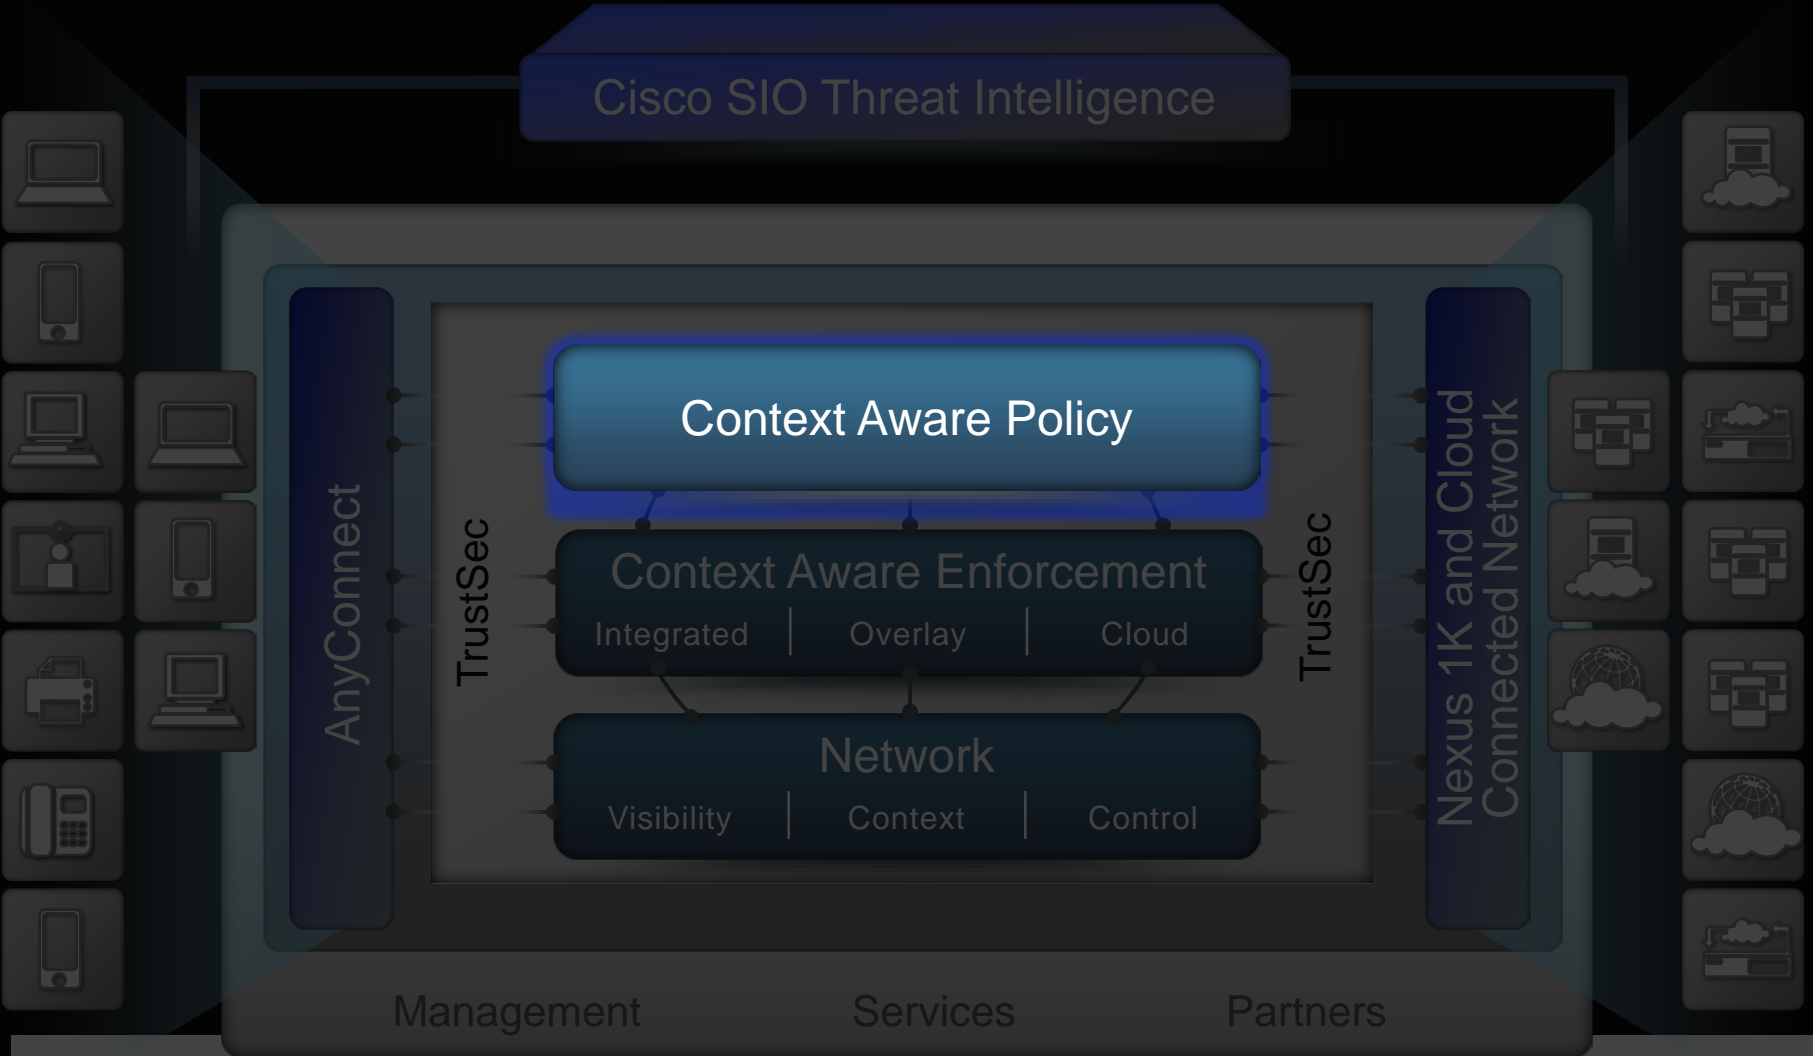 Cisco SIO Threat Intelligence
Context Aware Policy
Context Aware Enforcement
Integrated
Overlay
Cloud
Network
Visibility
Context
Control
AnyConnect
TrustSec
TrustSec
Nexus 1K and Cloud
Connected Network
Management
Services
Partners